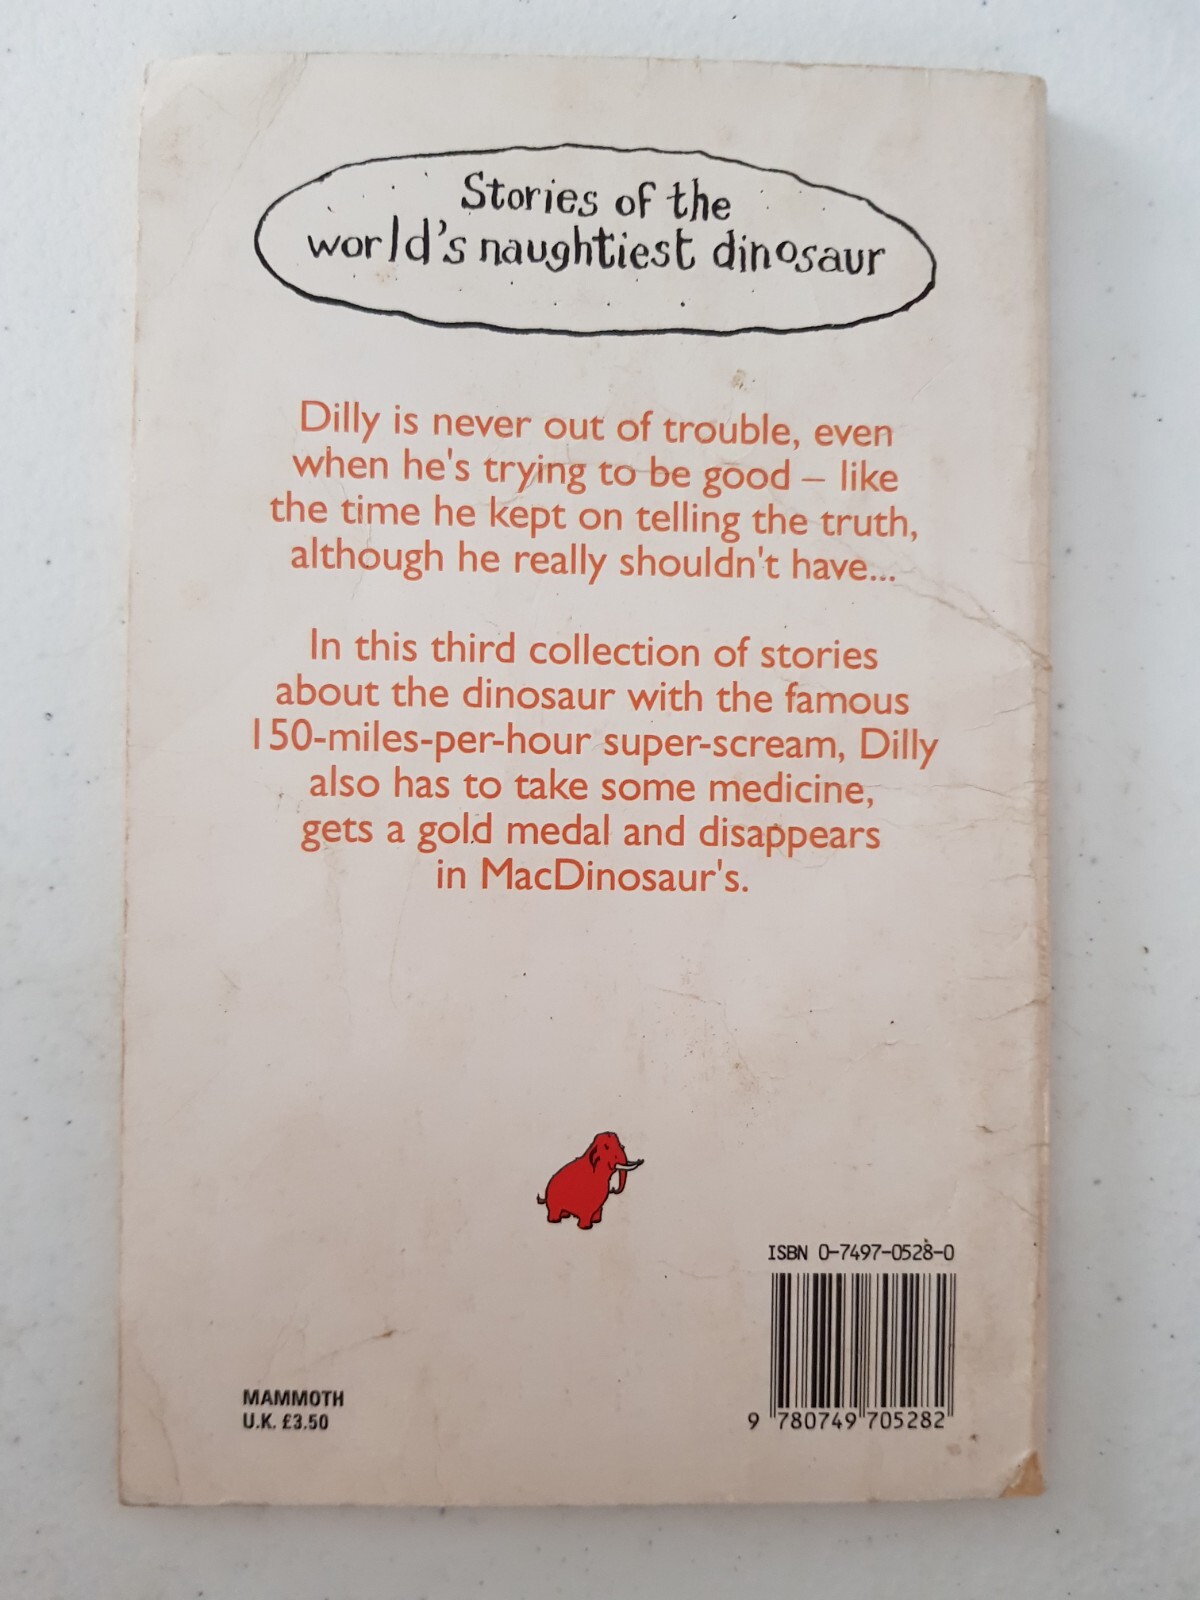 Stories of the
world's naughtiest dinosaur
Dilly is never out of trouble, even
when he's trying to be good – like
the time he kept on telling the truth,
although he really shouldn't have...
In this third collection of stories
about the dinosaur with the famous
150-miles-per-hour super-scream, Dilly
also has to take some medicine,
gets a gold medal and disappears
in MacDinosaur's.
ISBN 0-7497-0528-0
9 780749 705282
MAMMOTH
U.K. £3.50